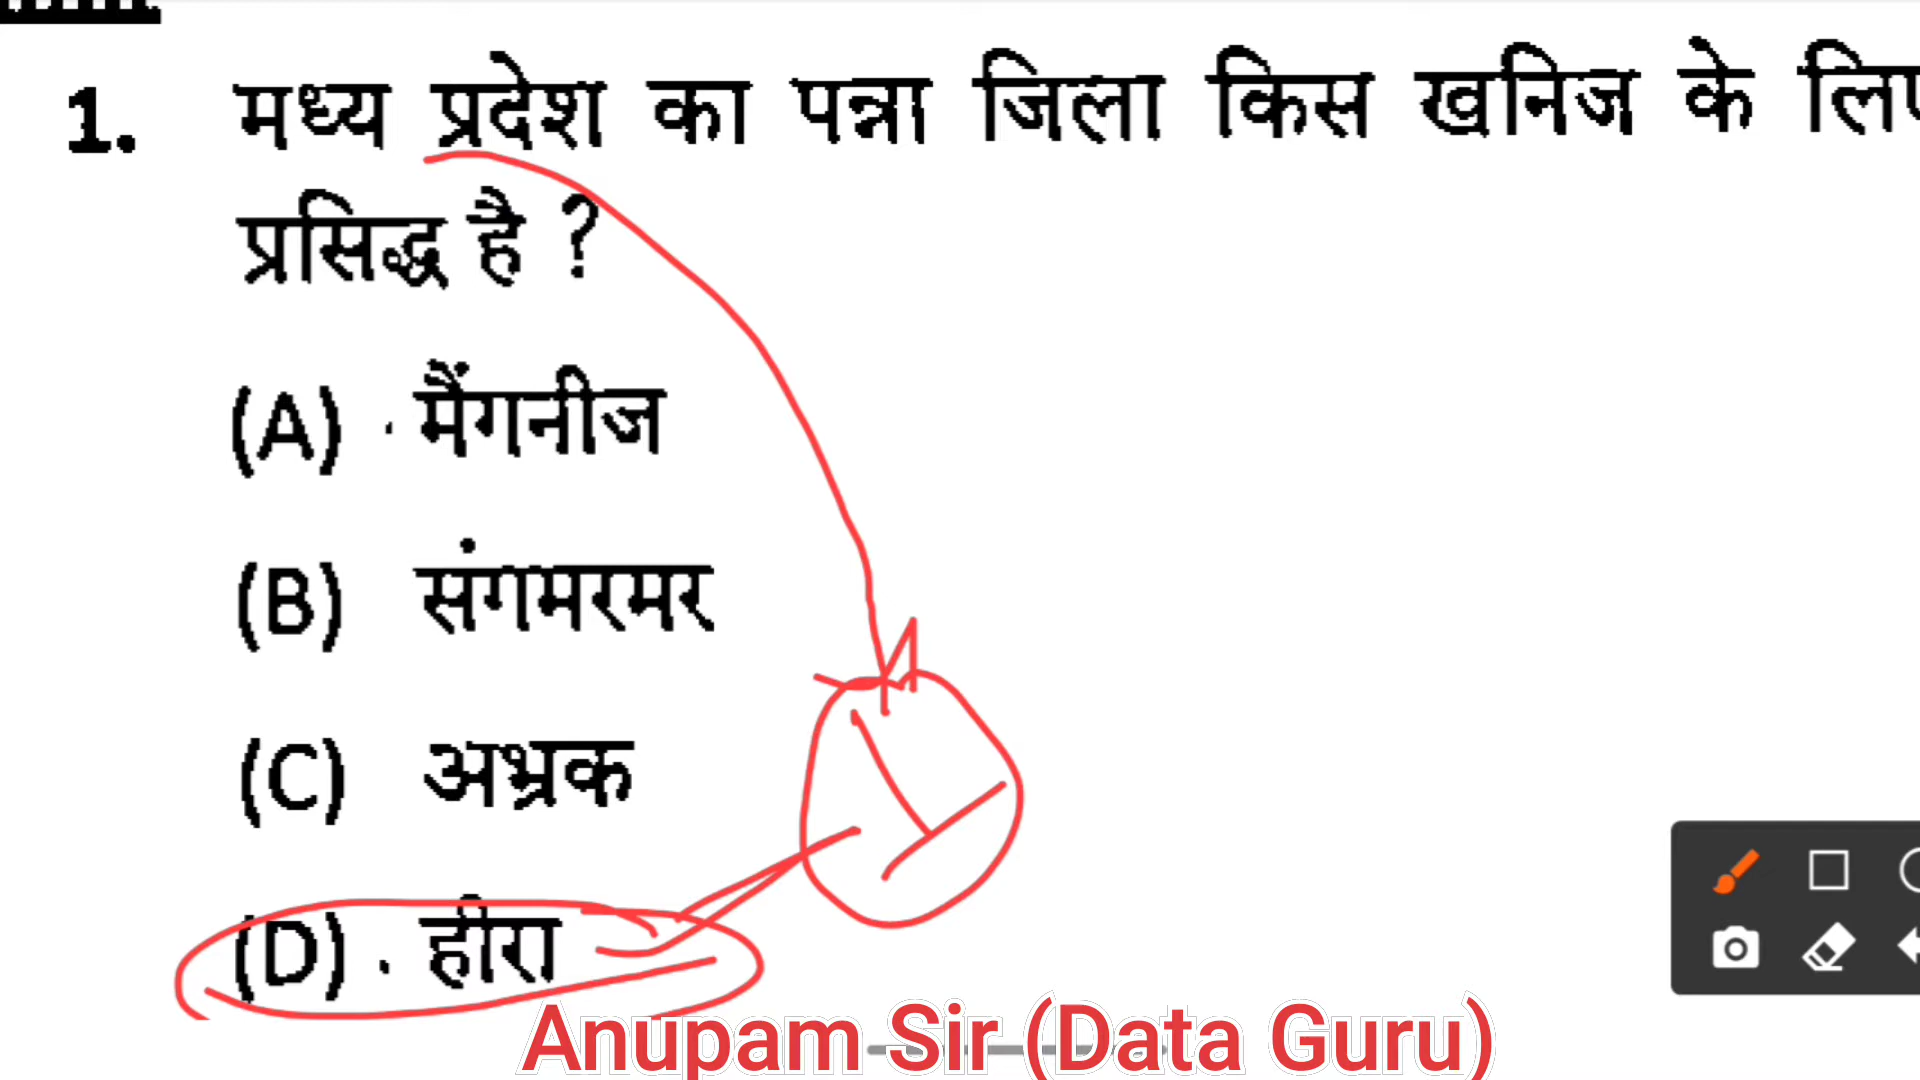 1. मध्य प्रदेश का पन्ना जिला किस खनिज के
प्रसिद्ध है ?
(A) मैंगनीज
(B) संगमरमर
(C) अभ्रक
(D) हीरा
Anupam Sir (Data Guru)